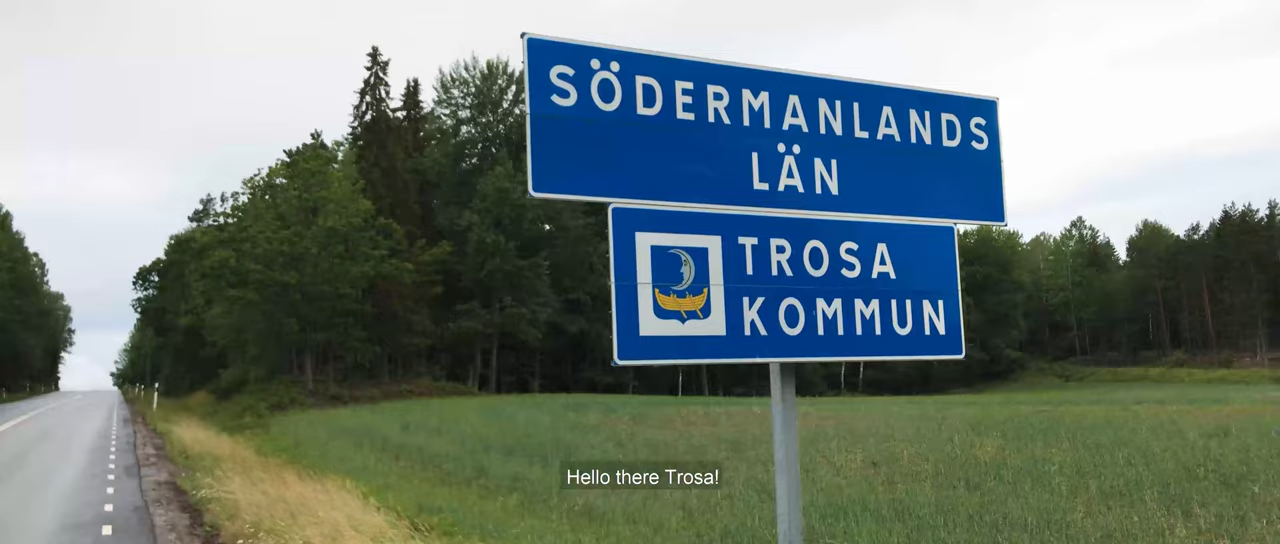 SÖDERMANLANDS
LÄN
TROSA
KOMMUN
Hello there Trosa!